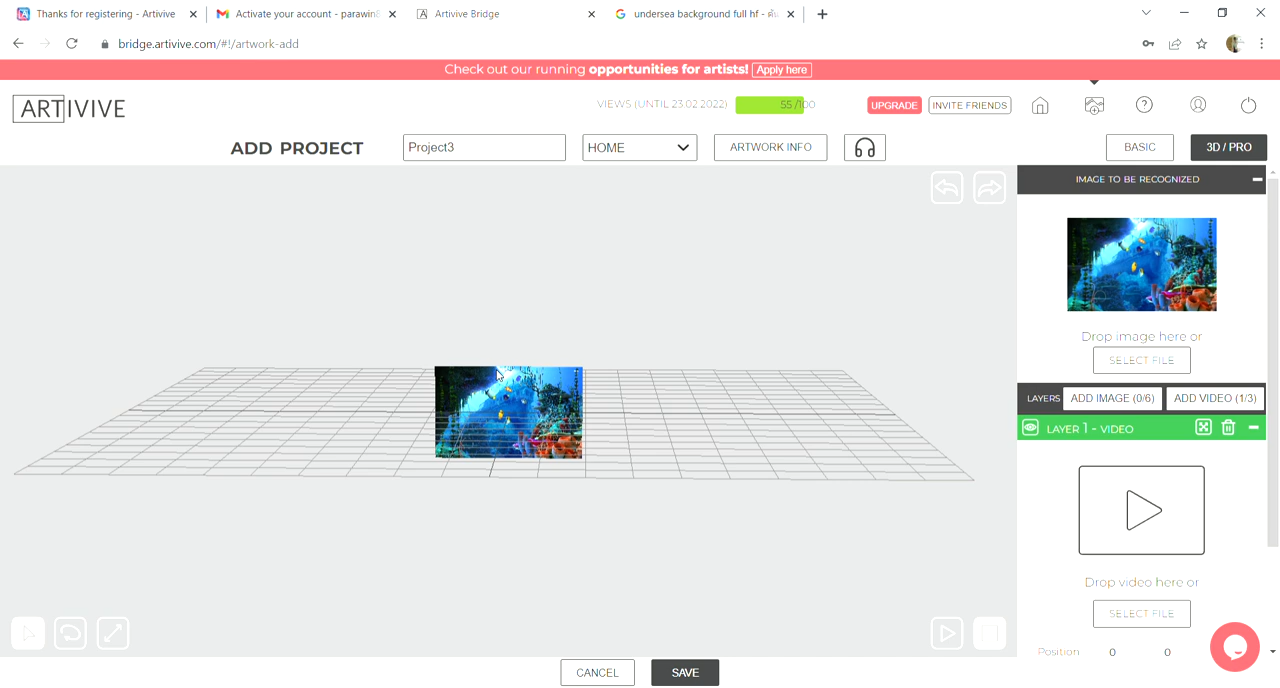 Thanks for registering - Artivive
Activate your account - parawin8
Artivive Bridge
undersea background full hf - ค้น
bridge.artivive.com/#!/artwork-add
Check out our running opportunities for artists! Apply here
ARTIVIVE
VIEWS (UNTIL 23.02.2022)
55 /100
UPGRADE
INVITE FRIENDS
ADD PROJECT
Project3
HOME
ARTWORK INFO
BASIC
3D / PRO
IMAGE TO BE RECOGNIZED
Drop image here or
SELECT FILE
LAYERS
ADD IMAGE (0/6)
ADD VIDEO (1/3)
LAYER 1 - VIDEO
Drop video here or
SELECT FILE
Position 0 0
CANCEL
SAVE